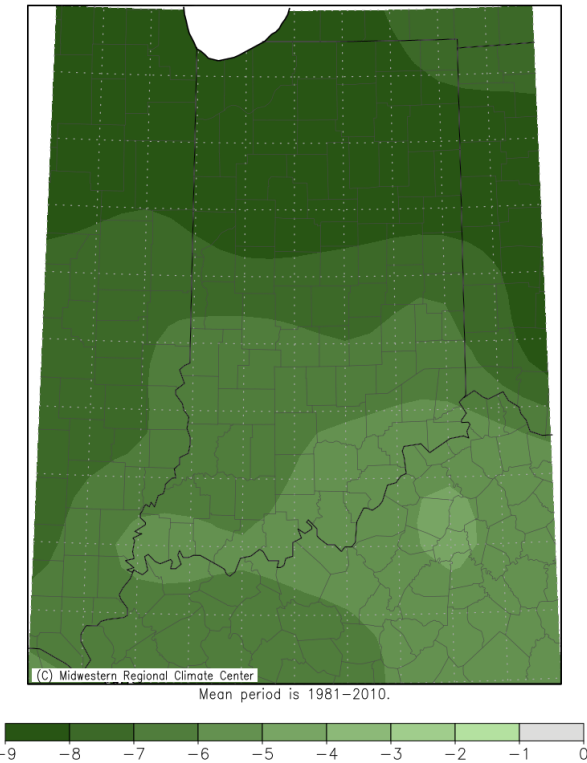 (C) Midwestern Regional Climate Center
Mean period is 1981-2010.
-9 -8 -7 -6 -5 -4 -3 -2 -1 0